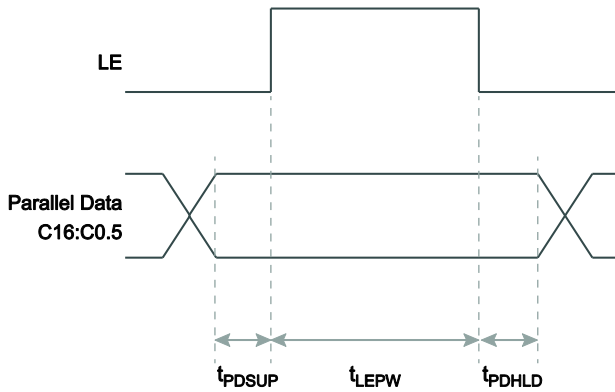 LE
Parallel Data
C16:C0.5
tPDSUP
tLEPW
tPDHLD